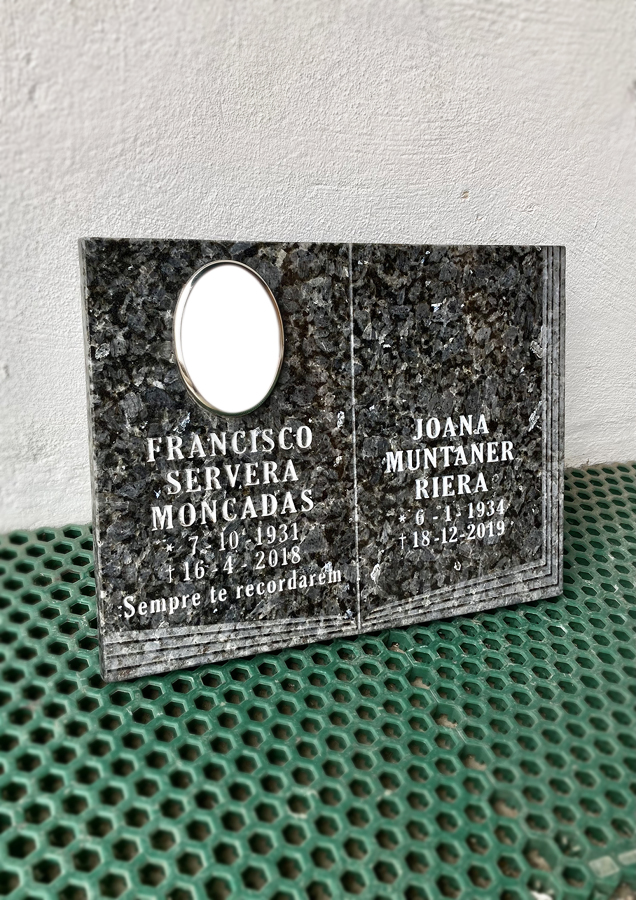 FRANCISCO
SERVERA
MONCADAS
* 7-10-1931
† 16-4-2018
Sempre te recordarem
JOANA
MUNTANER
RIERA
* 6-1-1934
† 18-12-2019